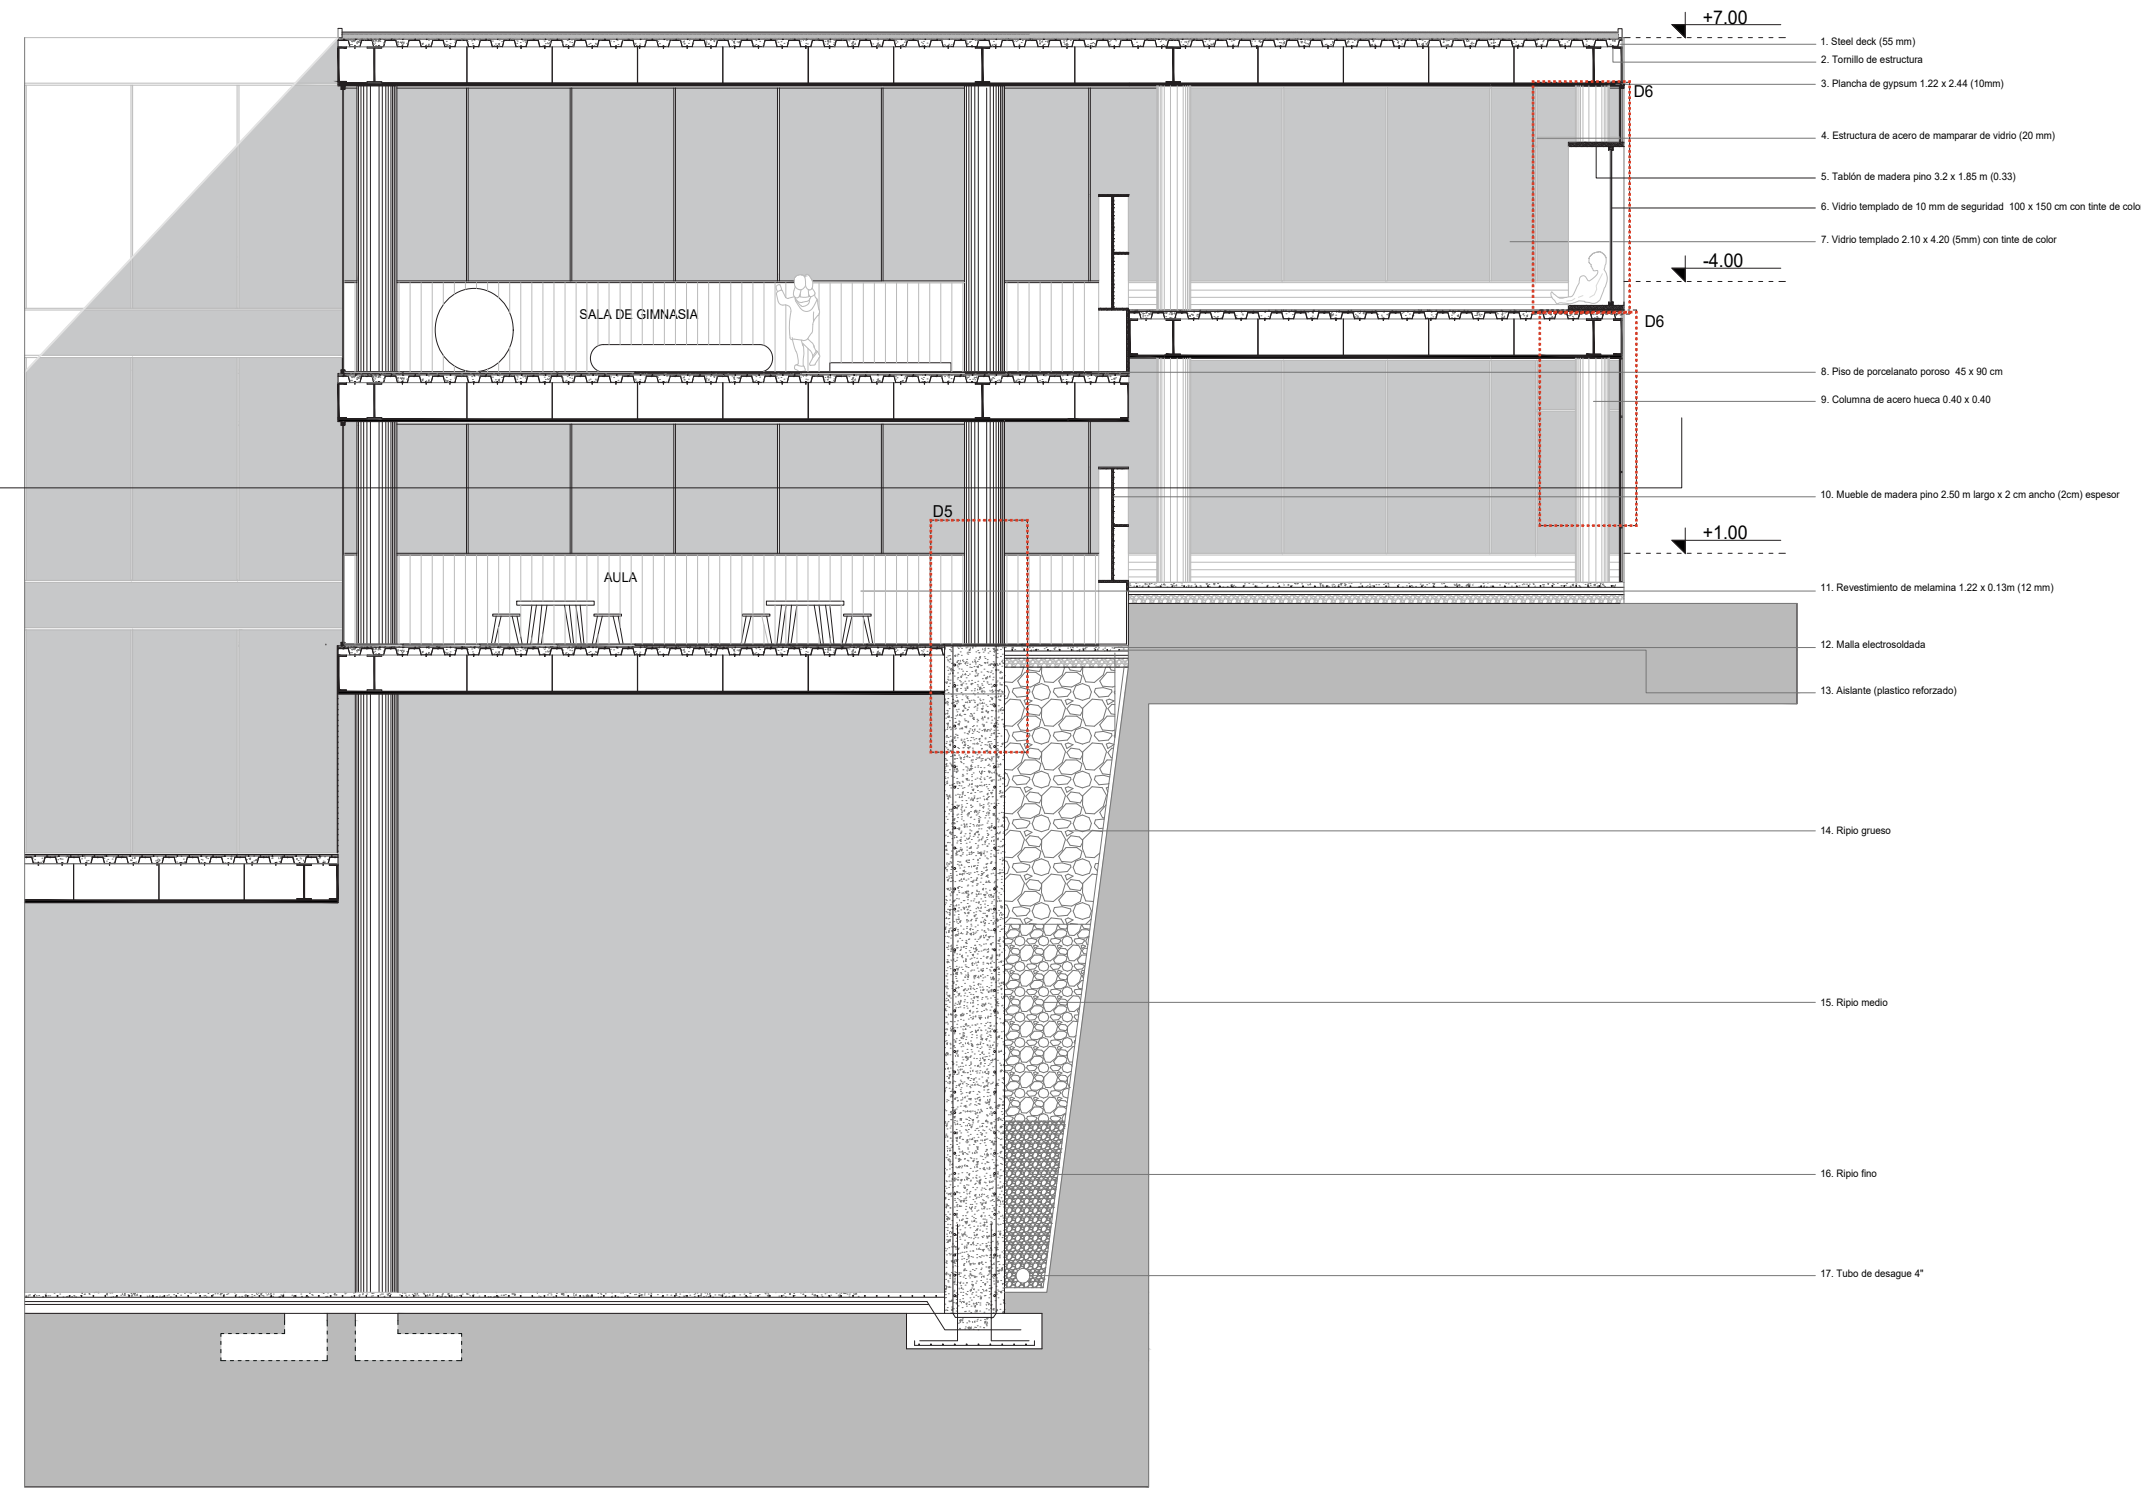 +7.00
1. Steel deck (55 mm)
2. Tornillo de estructura
3. Plancha de gypsum 1.22 x 2.44 (10mm)
D6
4. Estructura de acero de mamparar de vidrio (20 mm)
5. Tablón de madera pino 3.2 x 1.85 m (0.33)
6. Vidrio templado de 10 mm de seguridad 100 x 150 cm con tinte de colo
7. Vidrio templado 2.10 x 4.20 (5mm) con tinte de color
-4.00
SALA DE GIMNASIA
D6
8. Piso de porcelanato poroso 45 x 90 cm
9. Columna de acero hueca 0.40 x 0.40
10. Mueble de madera pino 2.50 m largo x 2 cm ancho (2cm) espesor
D5
+1.00
AULA
11. Revestimiento de melamina 1.22 x 0.13m (12 mm)
12. Malla electrosoldada
13. Aislante (plastico reforzado)
14. Ripio grueso
15. Ripio medio
16. Ripio fino
17. Tubo de desague 4"